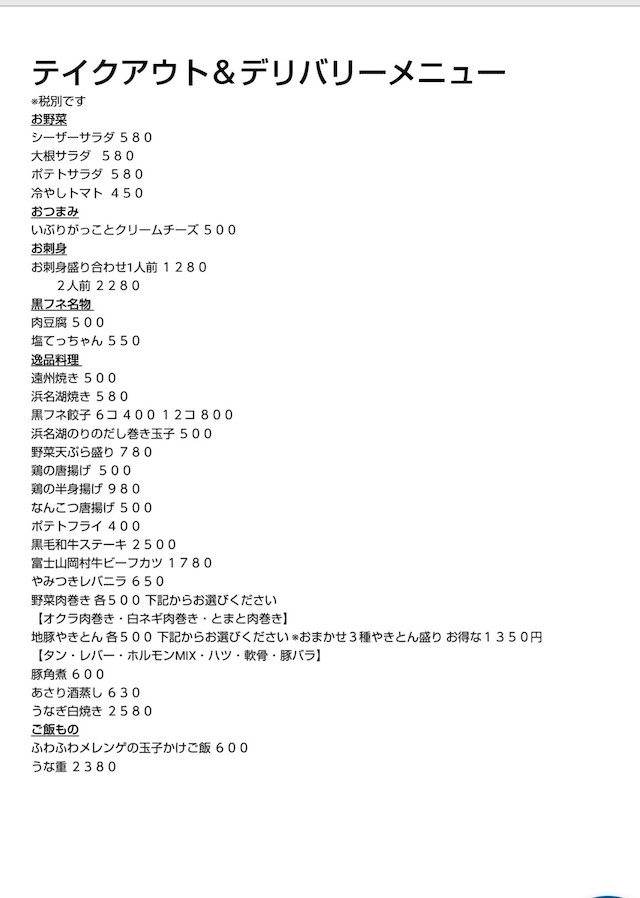 テイクアウト＆デリバリーメニュー
※税別です
お野菜
シーザーサラダ ５８０
大根サラダ　５８０
ポテトサラダ ５８０
冷やしトマト ４５０
おつまみ
いぶりがっことクリームチーズ ５００
お刺身
お刺身盛り合わせ1人前 １２８０
２人前 ２２８０
黒フネ名物
肉豆腐 ５００
塩てっちゃん ５５０
逸品料理
遠州焼き ５００
浜名湖焼き ５８０
黒フネ餃子 ６コ ４００ １２コ ８００
浜名湖のりのだし巻き玉子 ５００
野菜天ぷら盛り ７８０
鶏の唐揚げ ５００
鶏の半身揚げ ９８０
なんこつ唐揚げ ５００
ポテトフライ ４００
黒毛和牛ステーキ ２５００
富士山岡村牛ビーフカツ １７８０
やみつきレバニラ ６５０
野菜肉巻き 各５００ 下記からお選びください
【オクラ肉巻き・白ネギ肉巻き・とまと肉巻き】
地豚やきとん 各５００ 下記からお選びください ※おまかせ３種やきとん盛り お得な１３５０円
【タン・レバー・ホルモンMIX・ハツ・軟骨・豚バラ】
豚角煮 ６００
あさり酒蒸し ６３０
うなぎ白焼き ２５８０
ご飯もの
ふわふわメレンゲの玉子かけご飯 ６００
うな重 ２３８０